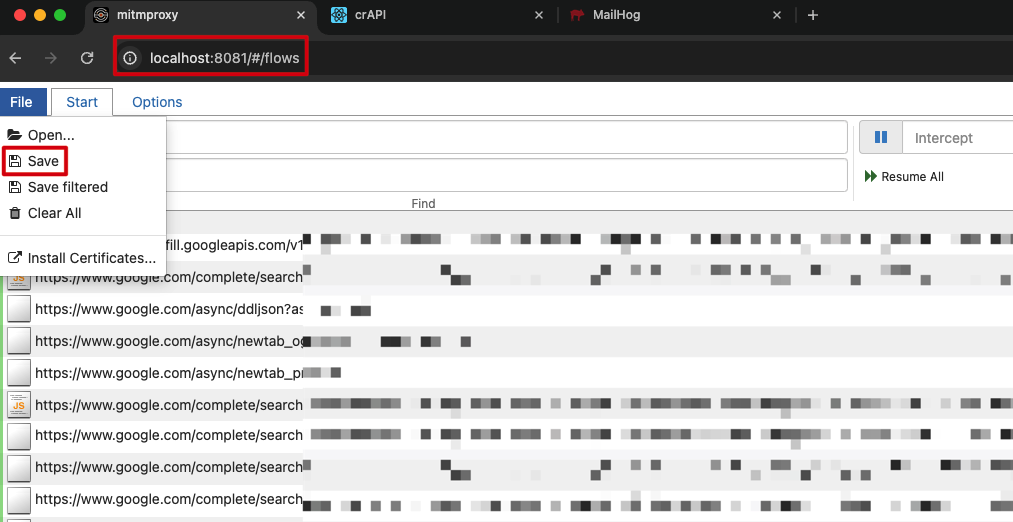 mitmproxy
crAPI
MailHog
localhost:8081/#/flows
File Start Options
Open...
Save
Save filtered
Clear All
Install Certificates...
Intercept
Resume All
Find
fill.googleapis.com/v1
JS https://www.google.com/complete/search
https://www.google.com/async/ddljson?as
https://www.google.com/async/newtab_og
https://www.google.com/async/newtab_pr
JS https://www.google.com/complete/search
https://www.google.com/complete/search
https://www.google.com/complete/search
https://www.google.com/complete/search